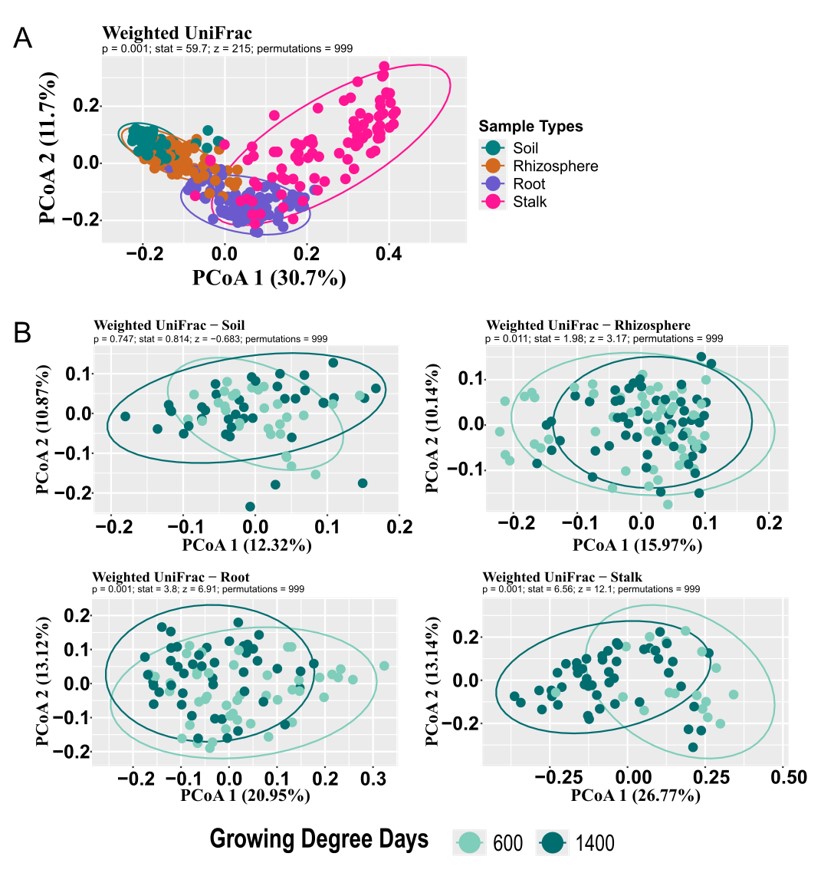 A
Weighted UniFrac
p = 0.001; stat = 59.7; z = 215; permutations = 999
PCoA 2 (11.7%)
0.2
0.0
−0.2
−0.2 0.0 0.2 0.4
PCoA 1 (30.7%)
Sample Types
Soil
Rhizosphere
Root
Stalk
B
Weighted UniFrac − Soil
p = 0.747; stat = 0.814; z = −0.683; permutations = 999
PCoA 2 (10.87%)
0.1
0.0
−0.1
−0.2
−0.2 −0.1 0.0 0.1 0.2
PCoA 1 (12.32%)
Weighted UniFrac − Rhizosphere
p = 0.011; stat = 1.98; z = 3.17; permutations = 999
PCoA 2 (10.14%)
0.1
0.0
−0.1
−0.2 −0.1 0.0 0.1 0.2
PCoA 1 (15.97%)
Weighted UniFrac − Root
p = 0.001; stat = 3.8; z = 6.91; permutations = 999
PCoA 2 (13.12%)
0.2
0.1
0.0
−0.1
−0.2
−0.2 −0.1 0.0 0.1 0.2 0.3
PCoA 1 (20.95%)
Weighted UniFrac − Stalk
p = 0.001; stat = 6.56; z = 12.1; permutations = 999
PCoA 2 (13.14%)
0.2
0.0
−0.2
−0.25 0.00 0.25 0.50
PCoA 1 (26.77%)
Growing Degree Days 600 1400